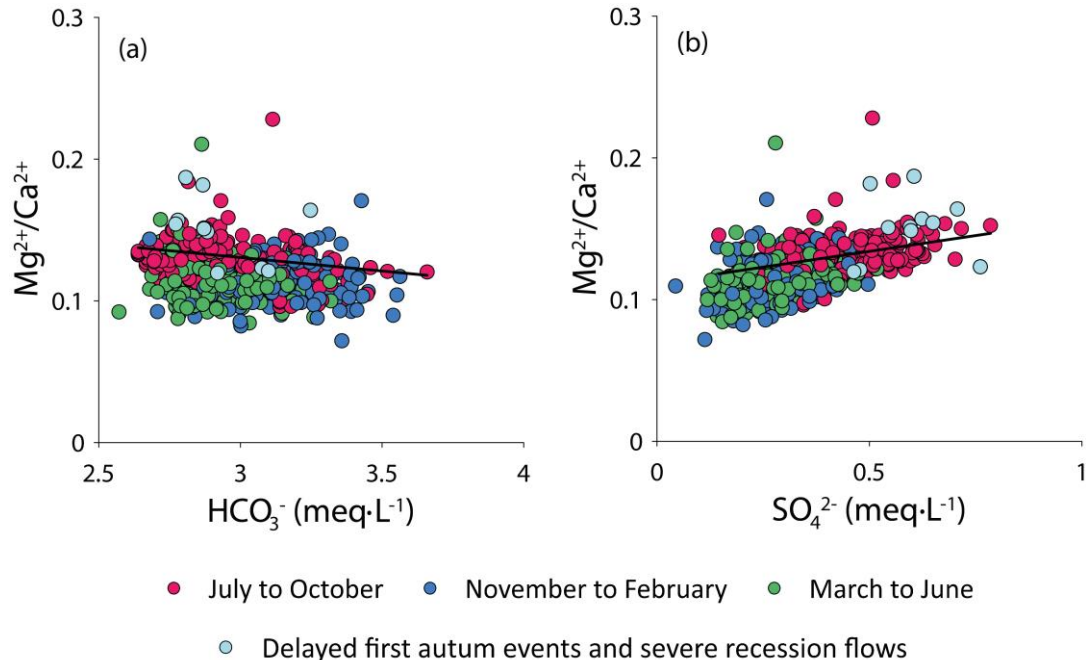 (a)
0.3
0.2
0.1
0
Mg²⁺/Ca²⁺
2.5 3 3.5 4
HCO₃⁻ (meq·L⁻¹)
(b)
0.3
0.2
0.1
0
Mg²⁺/Ca²⁺
0 0.5 1
SO₄²⁻ (meq·L⁻¹)
July to October November to February March to June
Delayed first autum events and severe recession flows